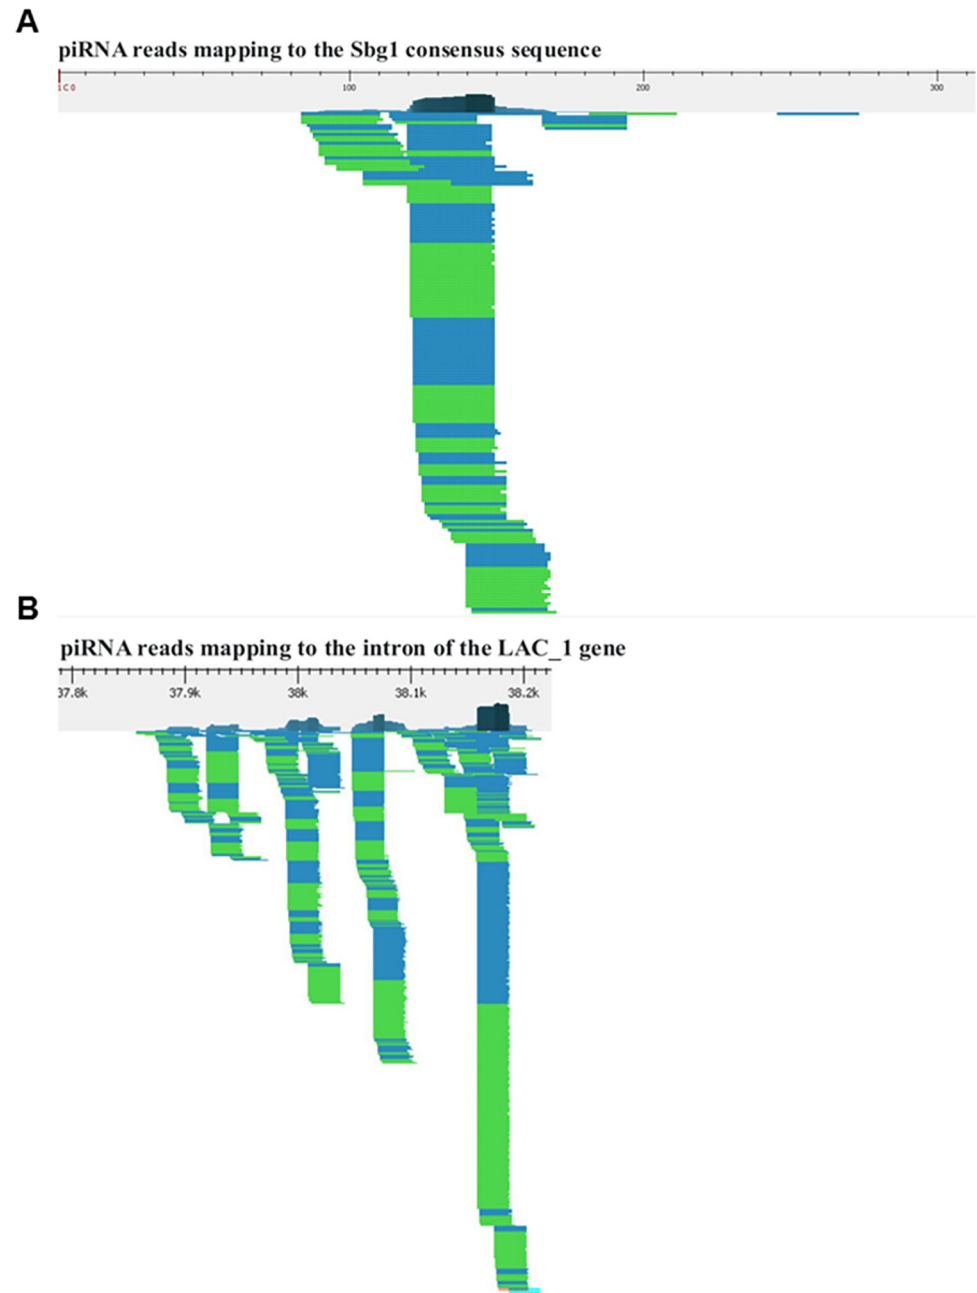 A
piRNA reads mapping to the Sbg1 consensus sequence
100 200 300
B
piRNA reads mapping to the intron of the LAC_1 gene
37.8k 37.9k 38k 38.1k 38.2k